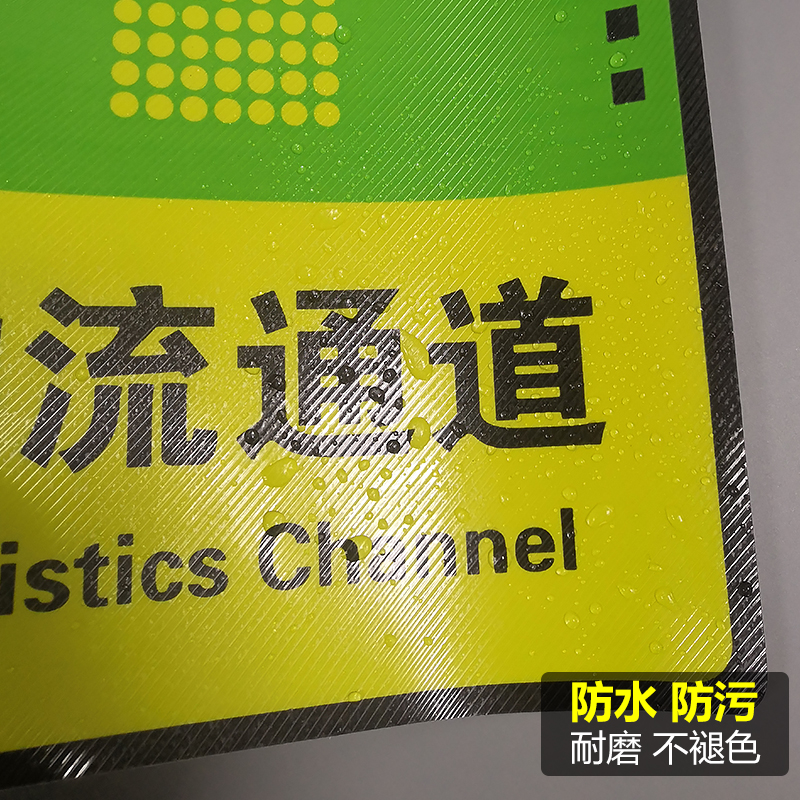 流通道
istics Channel
防水 防污
耐磨 不褪色